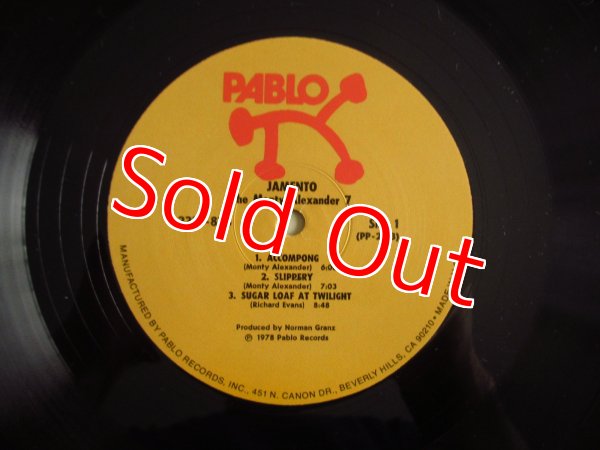 PABLO
JAMENTO
The Monty Alexander 7
Side 1
1. ACCOMPONG
(Monty Alexander)
2. SLIPPERY
(Monty Alexander) 7:03
3. SUGAR LOAF AT TWILIGHT
(Richard Evans) 8:48
Produced by Norman Granz
℗ 1978 Pablo Records
MANUFACTURED BY PABLO RECORDS, INC., 451 N. CANON DR., BEVERLY HILLS, CA 90210 •
Sold Out